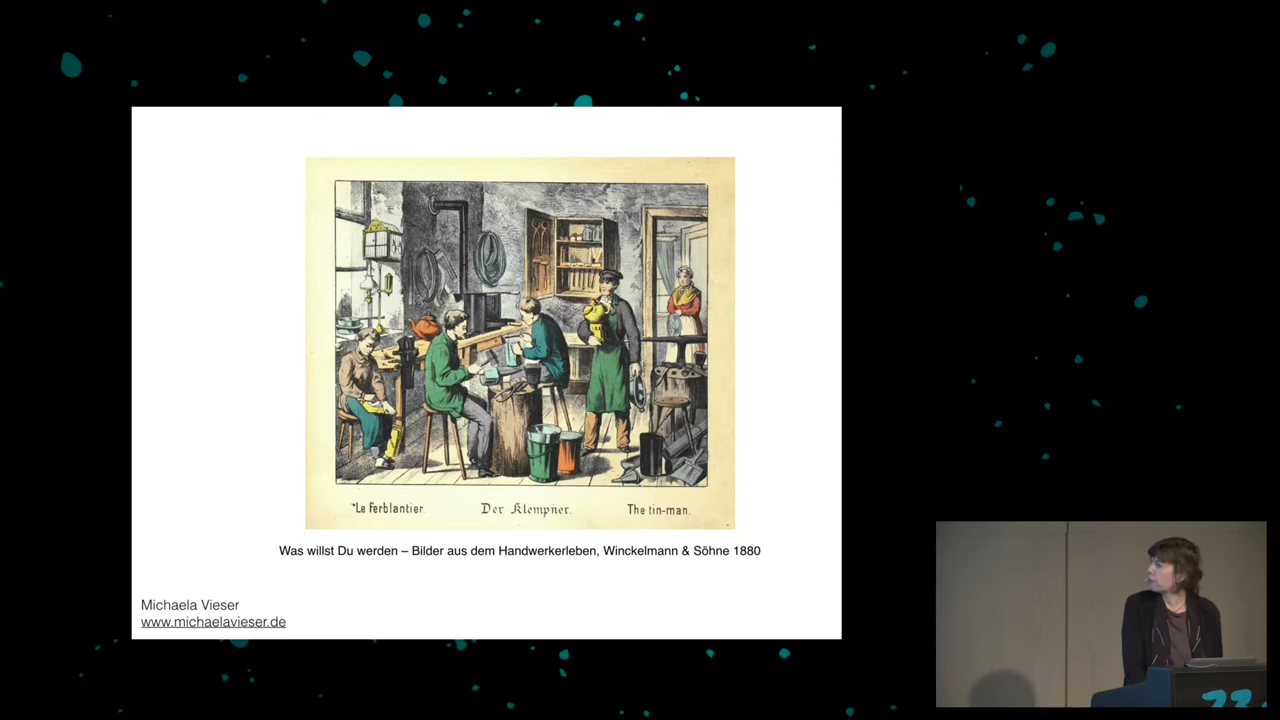 Le ferblantier. Der Klempner. The tin-man.
Was willst Du werden – Bilder aus dem Handwerkerleben, Winckelmann & Söhne 1880
Michaela Vieser
www.michaelavieser.de